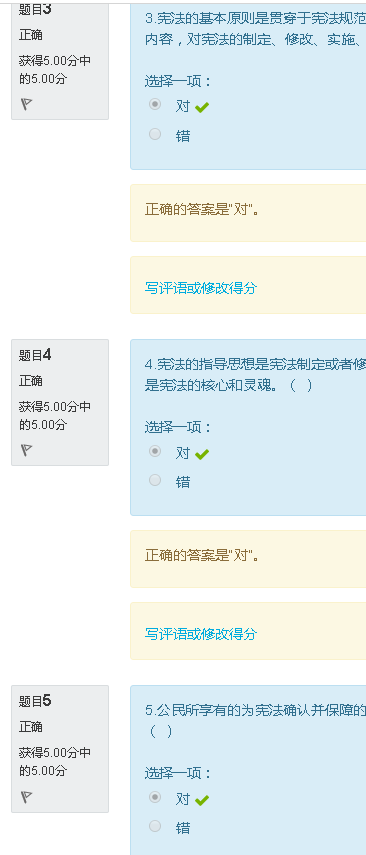 题目3
正确
获得5.00分中
的5.00分
3.宪法的基本原则是贯穿于宪法规范
内容，对宪法的制定、修改、实施、
选择一项：
对
错
正确的答案是“对”。
写评语或修改得分
题目4
正确
获得5.00分中
的5.00分
4.宪法的指导思想是宪法制定或者修
是宪法的核心和灵魂。（ ）
选择一项：
对
错
正确的答案是“对”。
写评语或修改得分
题目5
正确
获得5.00分中
的5.00分
5.公民所享有的为宪法确认并保障的
（ ）
选择一项：
对
错